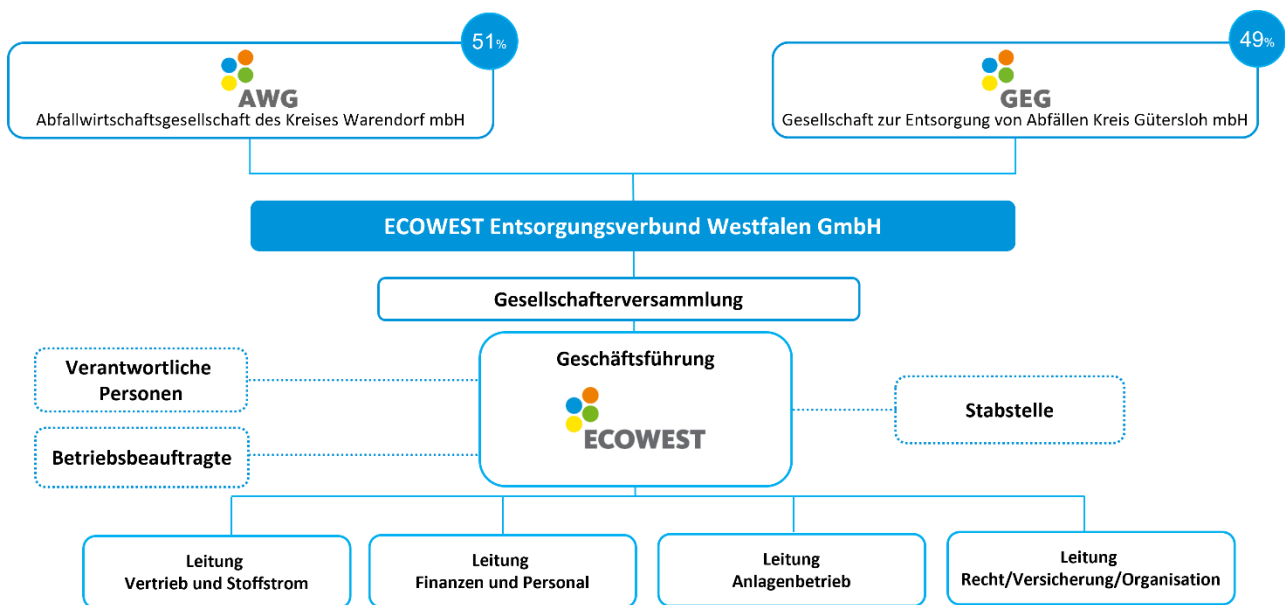 51%
AWG
Abfallwirtschaftsgesellschaft des Kreises Warendorf mbH
49%
GEG
Gesellschaft zur Entsorgung von Abfällen Kreis Gütersloh mbH
ECOWEST Entsorgungsverbund Westfalen GmbH
Gesellschafterversammlung
Geschäftsführung
ECOWEST
Verantwortliche
Personen
Betriebsbeauftragte
Stabstelle
Leitung
Vertrieb und Stoffstrom
Leitung
Finanzen und Personal
Leitung
Anlagenbetrieb
Leitung
Recht/Versicherung/Organisation